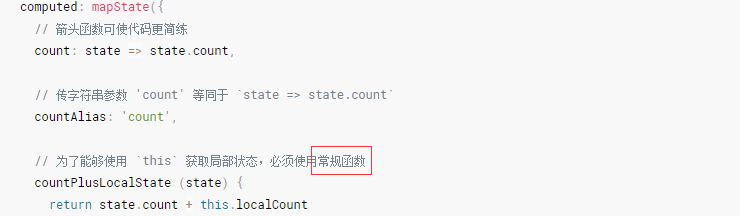 computed: mapState({
// 箭头函数可使代码更简练
count: state => state.count,
// 传字符串参数 'count' 等同于 `state => state.count`
countAlias: 'count',
// 为了能够使用 `this` 获取局部状态，必须使用常规函数
countPlusLocalState (state) {
return state.count + this.localCount